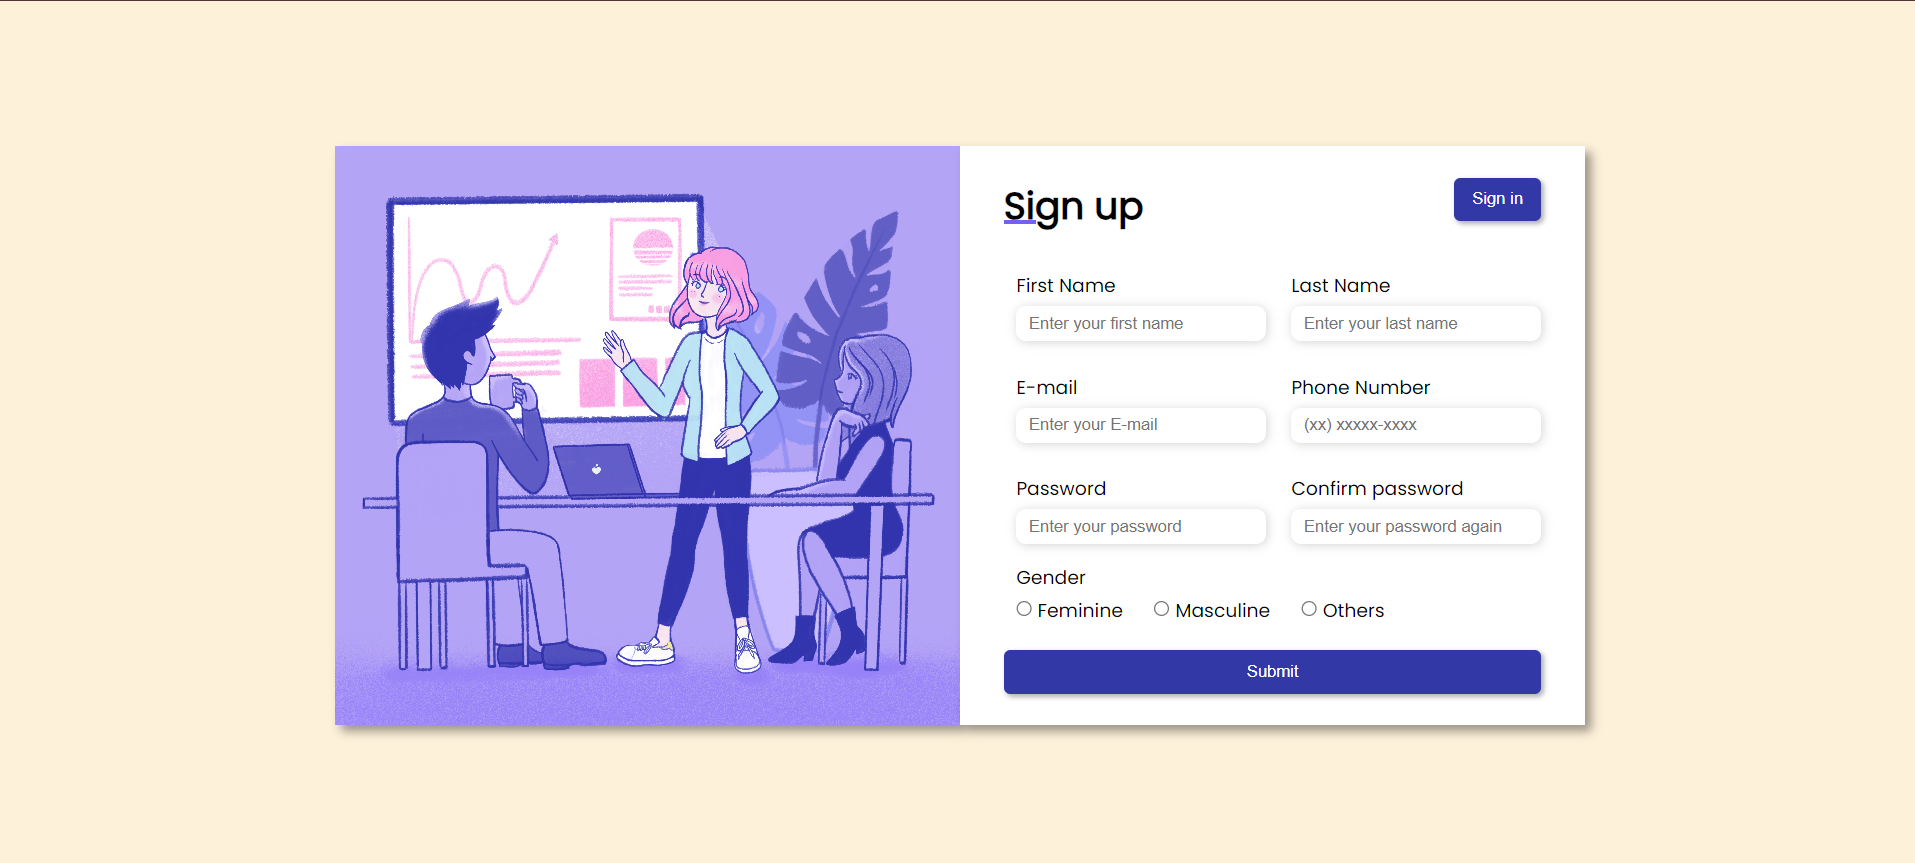 Sign up
Sign in
First Name
Last Name
Enter your first name
Enter your last name
E-mail
Phone Number
Enter your E-mail
(xx) xxxxx-xxxx
Password
Confirm password
Enter your password
Enter your password again
Gender
Feminine
Masculine
Others
Submit